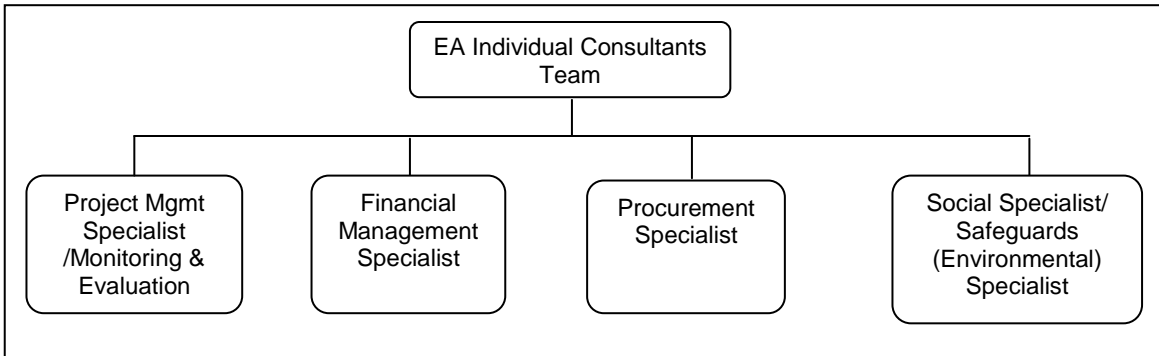 EA Individual Consultants
Team
Project Mgmt
Specialist
/Monitoring &
Evaluation
Financial
Management
Specialist
Procurement
Specialist
Social Specialist/
Safeguards
(Environmental)
Specialist